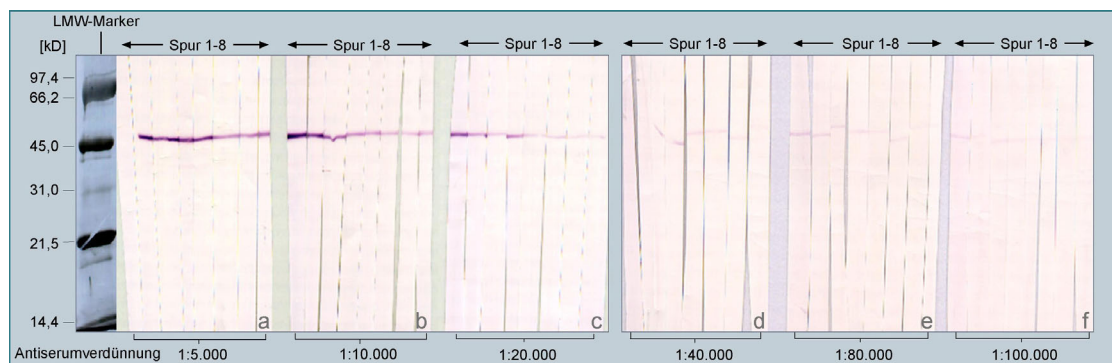 LMW-Marker
[kD]
Spur 1-8
Spur 1-8
Spur 1-8
Spur 1-8
Spur 1-8
Spur 1-8
97,4
66,2
45,0
31,0
21,5
14,4
a
b
c
d
e
f
Antiserumverdünnung
1:5.000
1:10.000
1:20.000
1:40.000
1:80.000
1:100.000